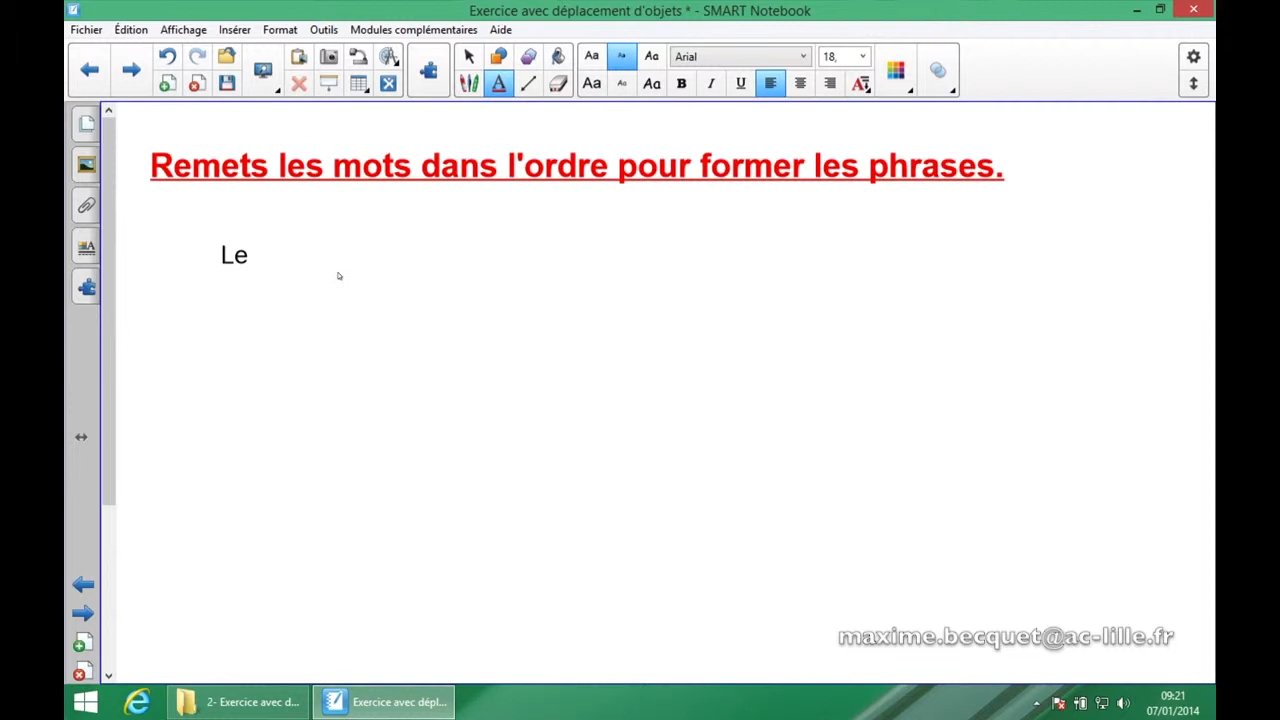 Exercice avec déplacement d'objets * - SMART Notebook
Fichier Édition Affichage Insérer Format Outils Modules complémentaires Aide
Aa Aa Aa Arial 18,
Aa Aa Aa B I U A
Remets les mots dans l'ordre pour former les phrases.
Le
maxime.becquet@ac-lille.fr
2- Exercice avec d... Exercice avec dépl...
09:21
07/01/2014